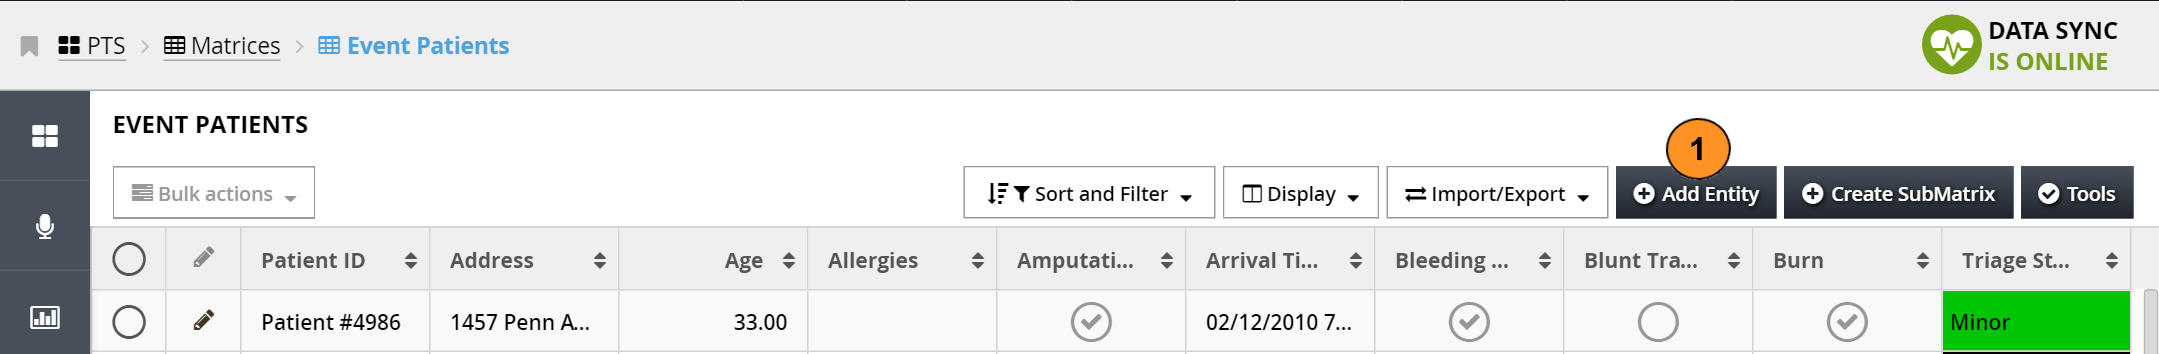 PTS > Matrices > Event Patients
DATA SYNC
IS ONLINE
EVENT PATIENTS
1
Bulk actions Sort and Filter Display Import/Export Add Entity Create SubMatrix Tools
Patient ID Address Age Allergies Amputati... Arrival Ti... Bleeding ... Blunt Tra... Burn Triage St...
Patient #4986 1457 Penn A... 33.00 02/12/2010 7... Minor